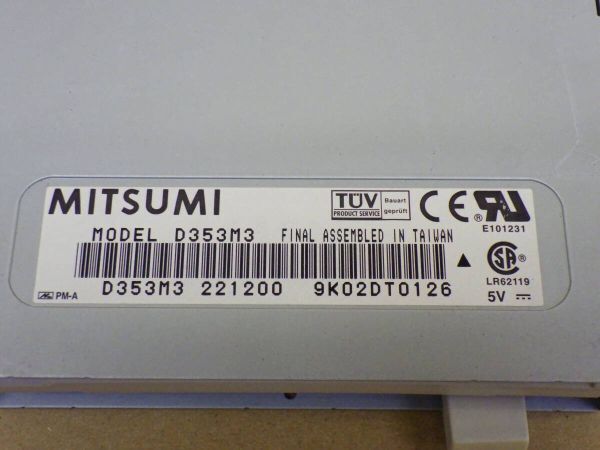 MITSUMI
TÜV
PRODUCT SERVICE
Bauart
geprüft
CE
E101231
MODEL D353M3 FINAL ASSEMBLED IN TAIWAN
D353M3 221200 9K02DT0126
PM-A
SA ®
LR62119
5V